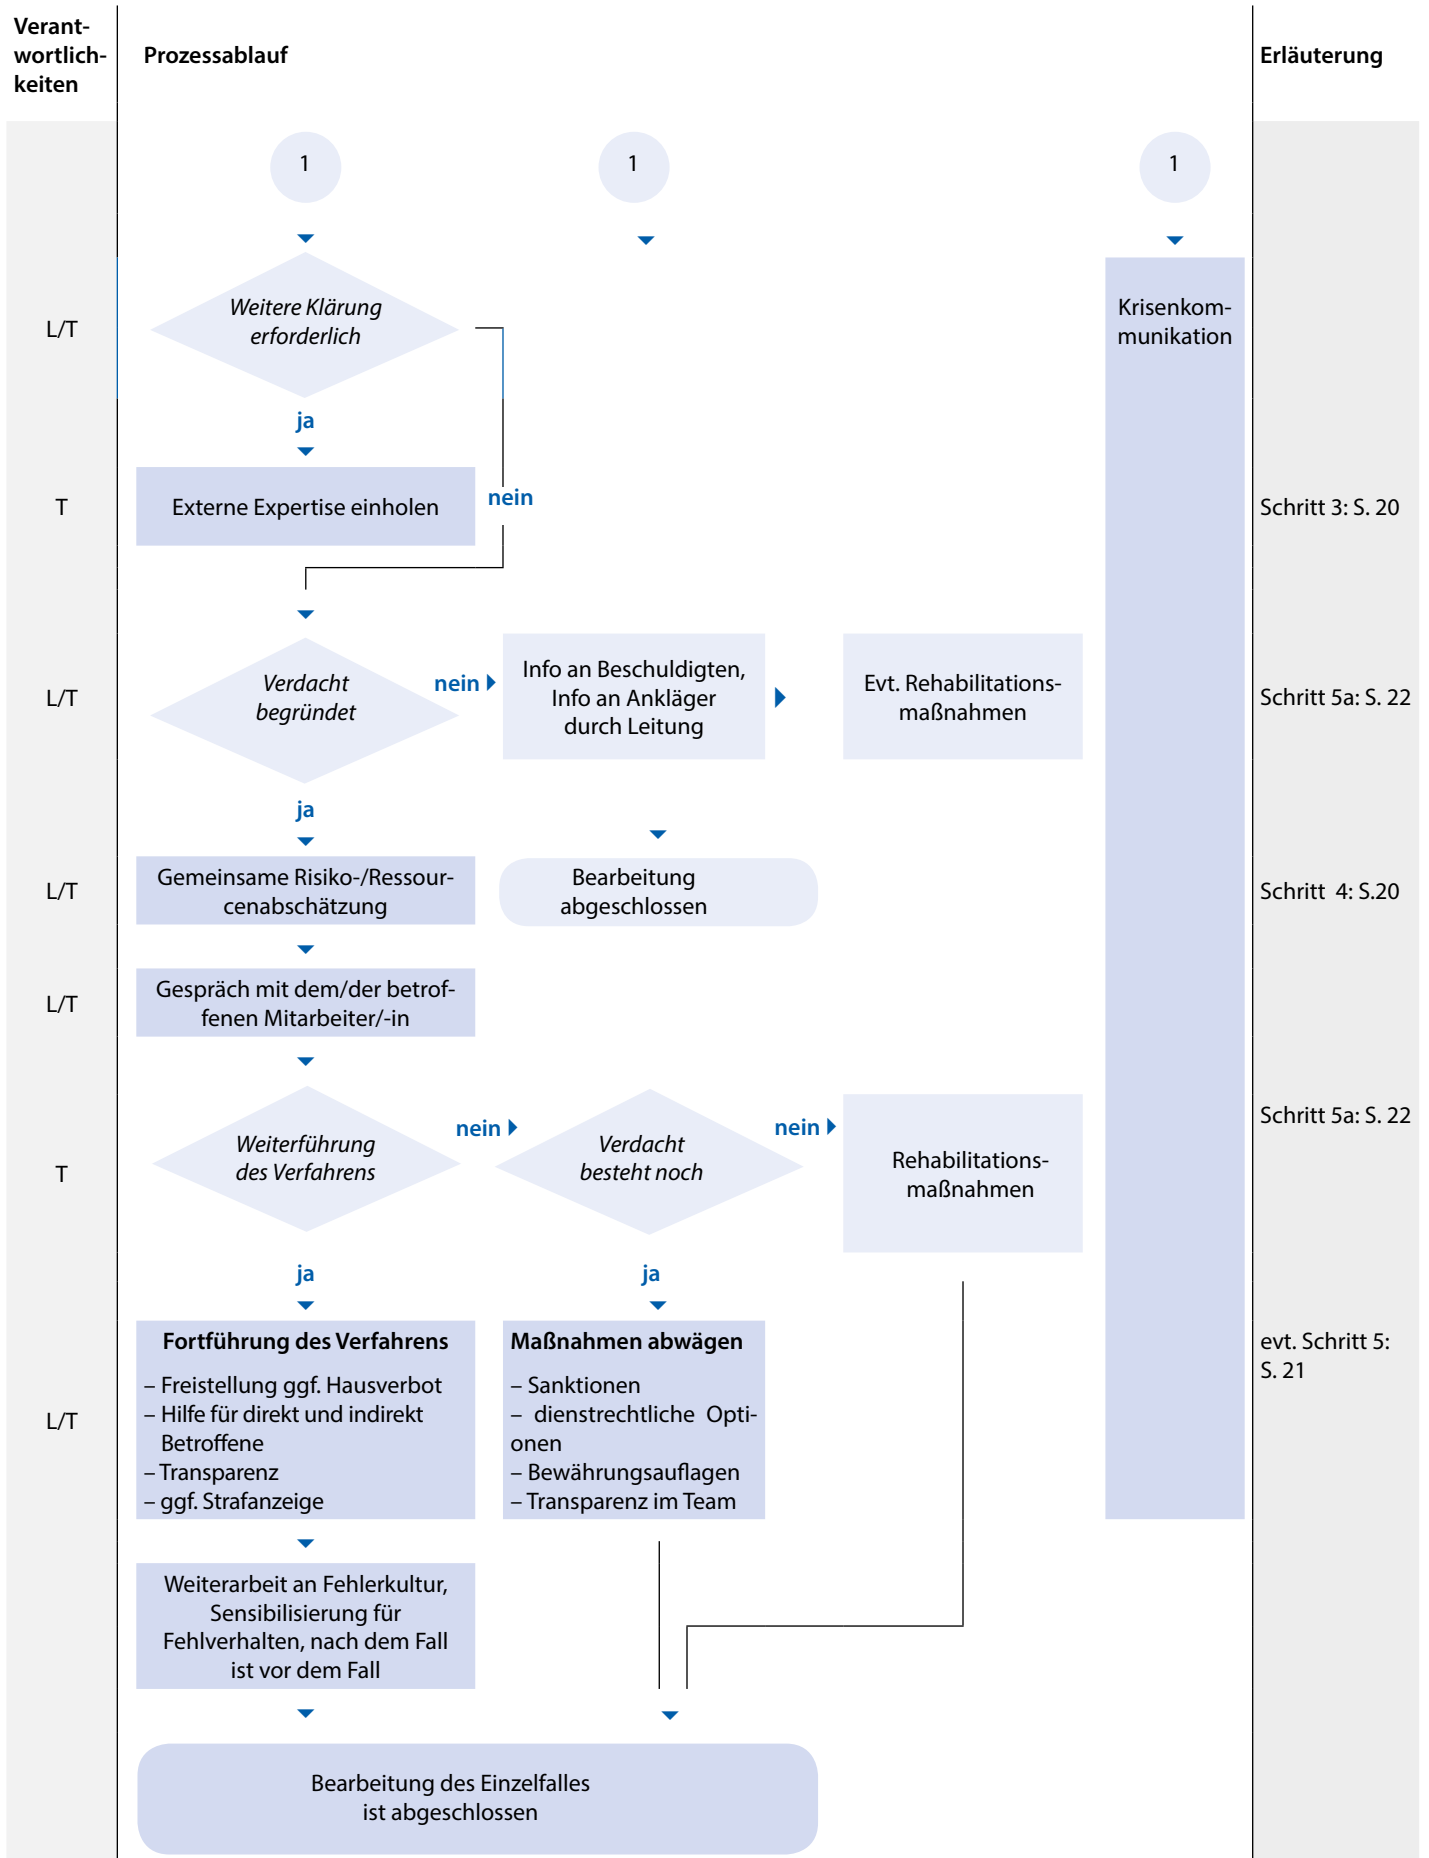 Verant-
wortlich-
keiten
Prozessablauf
Erläuterung
1
1
1
L/T
Weitere Klärung
erforderlich
Krisenkom-
munikation
ja
T
Externe Expertise einholen
nein
Schritt 3: S. 20
L/T
Verdacht
begründet
nein
Info an Beschuldigten,
Info an Ankläger
durch Leitung
Evt. Rehabilitations-
maßnahmen
Schritt 5a: S. 22
ja
L/T
Gemeinsame Risiko-/Ressour-
cenabschätzung
Bearbeitung
abgeschlossen
Schritt  4: S.20
L/T
Gespräch mit dem/der betrof-
fenen Mitarbeiter/-in
T
Weiterführung
des Verfahrens
nein
Verdacht
besteht noch
nein
Rehabilitations-
maßnahmen
Schritt 5a: S. 22
ja
ja
L/T
Fortführung des Verfahrens
– Freistellung ggf. Hausverbot
– Hilfe für direkt und indirekt
Betroffene
– Transparenz
– ggf. Strafanzeige
Maßnahmen abwägen
– Sanktionen
– dienstrechtliche Opti-
onen
– Bewährungsauflagen
– Transparenz im Team
evt. Schritt 5:
S. 21
Weiterarbeit an Fehlerkultur,
Sensibilisierung für
Fehlverhalten, nach dem Fall
ist vor dem Fall
Bearbeitung des Einzelfalles
ist abgeschlossen